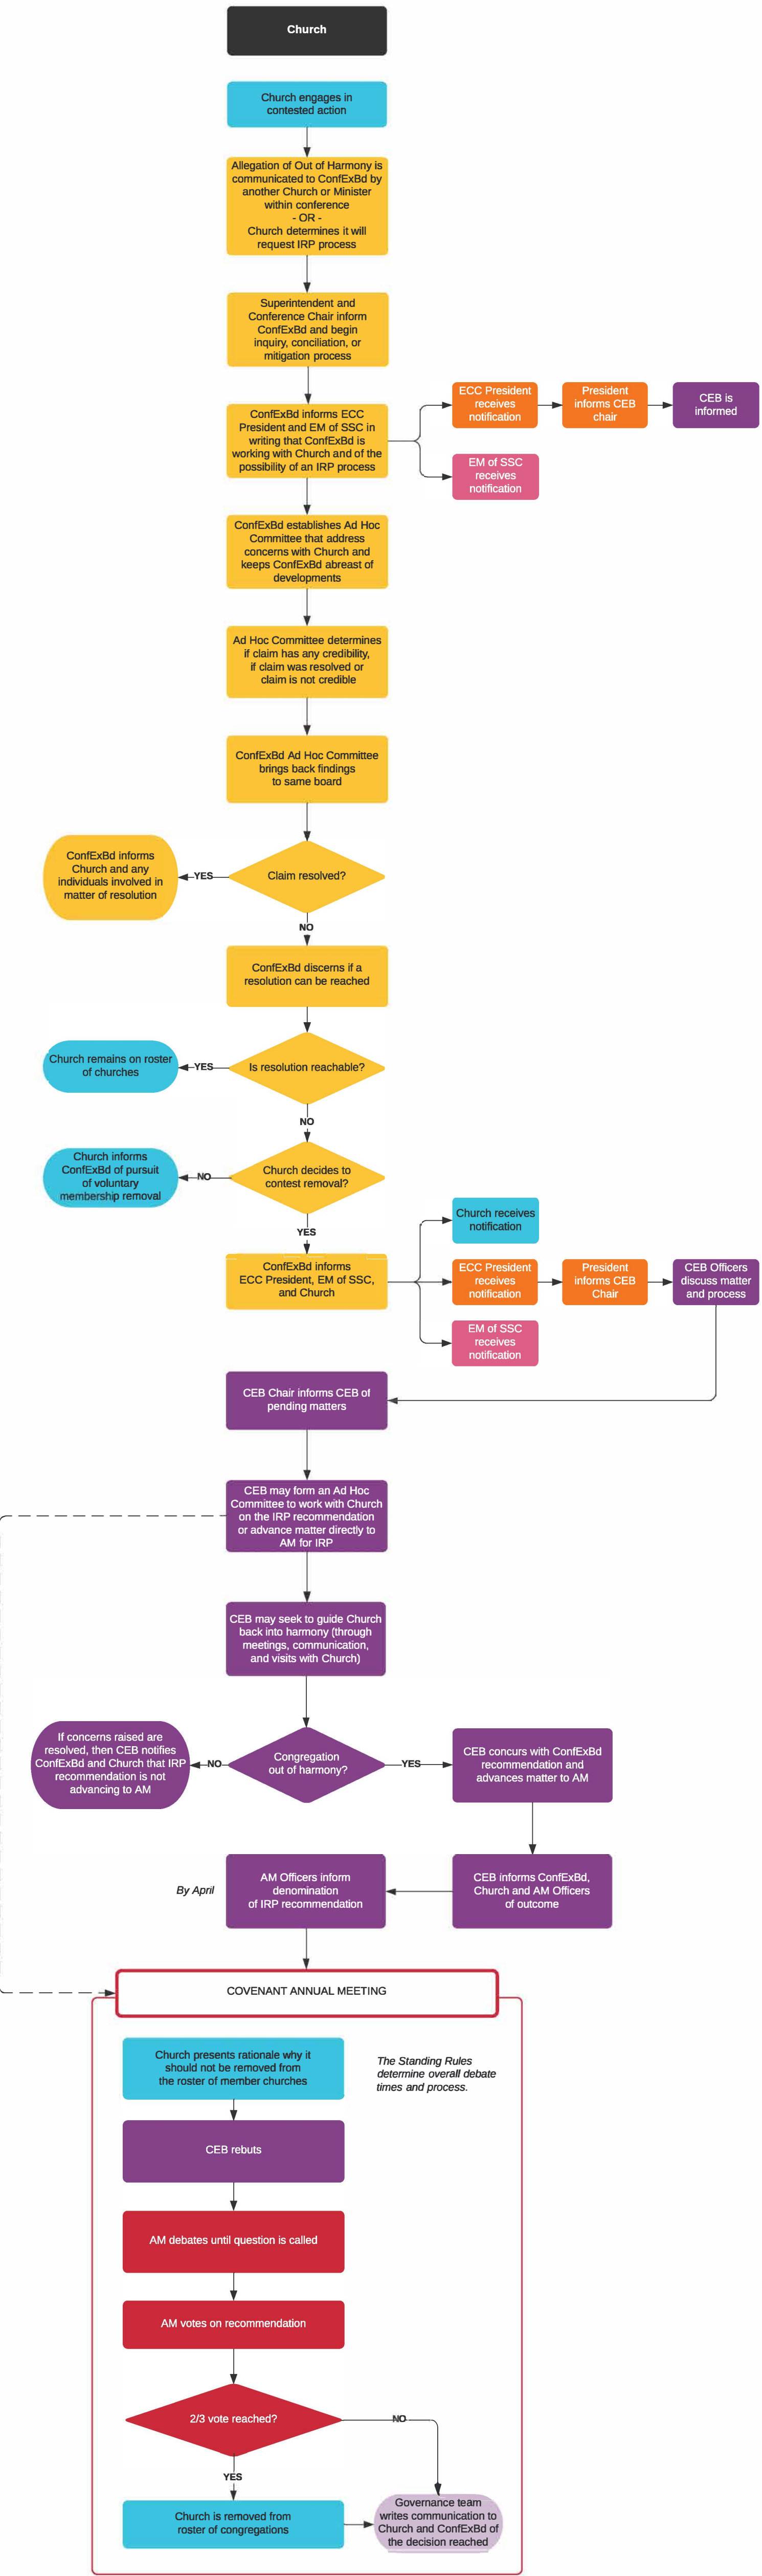 Church
Church engages in
contested action
Allegation of Out of Harmony is
communicated to ConfExBd by
another Church or Minister
within conference
- OR -
Church determines it will
request IRP process
Superintendent and
Conference Chair inform
ConfExBd and begin
inquiry, conciliation, or
mitigation process
ConfExBd informs ECC
President and EM of SSC in
writing that ConfExBd is
working with Church and of the
possibility of an IRP process
ECC President
receives
notification
President
informs CEB
chair
CEB is
informed
EM of SSC
receives
notification
ConfExBd establishes Ad Hoc
Committee that address
concerns with Church and
keeps ConfExBd abreast of
developments
Ad Hoc Committee determines
if claim has any credibility,
if claim was resolved or
claim is not credible
ConfExBd Ad Hoc Committee
brings back findings
to same board
Claim resolved?
YES
ConfExBd informs
Church and any
individuals involved in
matter of resolution
NO
ConfExBd discerns if a
resolution can be reached
Is resolution reachable?
YES
Church remains on roster
of churches
NO
Church decides to
contest removal?
NO
Church informs
ConfExBd of pursuit
of voluntary
membership removal
YES
ConfExBd informs
ECC President, EM of SSC,
and Church
Church receives
notification
ECC President
receives
notification
President
informs CEB
Chair
CEB Officers
discuss matter
and process
EM of SSC
receives
notification
CEB Chair informs CEB of
pending matters
CEB may form an Ad Hoc
Committee to work with Church
on the IRP recommendation
or advance matter directly to
AM for IRP
CEB may seek to guide Church
back into harmony (through
meetings, communication,
and visits with Church)
Congregation
out of harmony?
NO
If concerns raised are
resolved, then CEB notifies
ConfExBd and Church that IRP
recommendation is not
advancing to AM
YES
CEB concurs with ConfExBd
recommendation and
advances matter to AM
CEB informs ConfExBd,
Church and AM Officers
of outcome
AM Officers inform
denomination
of IRP recommendation
By April
COVENANT ANNUAL MEETING
Church presents rationale why it
should not be removed from
the roster of member churches
The Standing Rules
determine overall debate
times and process.
CEB rebuts
AM debates until question is called
AM votes on recommendation
2/3 vote reached?
NO
YES
Church is removed from
roster of congregations
Governance team
writes communication to
Church and ConfExBd of
the decision reached